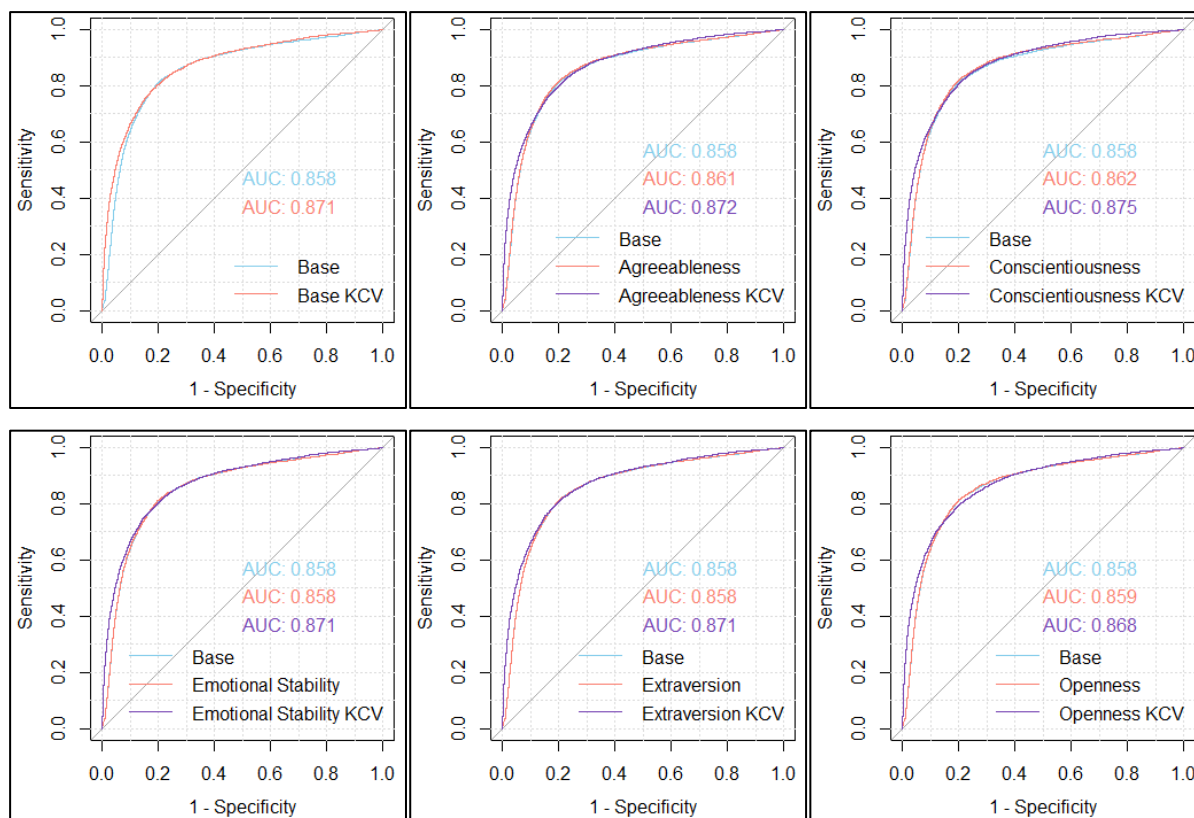 1.0
0.8
0.6
0.4
0.2
0.0
Sensitivity
AUC: 0.858
AUC: 0.871
Base
Base KCV
0.0 0.2 0.4 0.6 0.8 1.0
1 - Specificity
1.0
0.8
0.6
0.4
0.2
0.0
Sensitivity
AUC: 0.858
AUC: 0.861
AUC: 0.872
Base
Agreeableness
Agreeableness KCV
0.0 0.2 0.4 0.6 0.8 1.0
1 - Specificity
1.0
0.8
0.6
0.4
0.2
0.0
Sensitivity
AUC: 0.858
AUC: 0.862
AUC: 0.875
Base
Conscientiousness
Conscientiousness KCV
0.0 0.2 0.4 0.6 0.8 1.0
1 - Specificity
1.0
0.8
0.6
0.4
0.2
0.0
Sensitivity
AUC: 0.858
AUC: 0.858
AUC: 0.871
Base
Emotional Stability
Emotional Stability KCV
0.0 0.2 0.4 0.6 0.8 1.0
1 - Specificity
1.0
0.8
0.6
0.4
0.2
0.0
Sensitivity
AUC: 0.858
AUC: 0.858
AUC: 0.871
Base
Extraversion
Extraversion KCV
0.0 0.2 0.4 0.6 0.8 1.0
1 - Specificity
1.0
0.8
0.6
0.4
0.2
0.0
Sensitivity
AUC: 0.858
AUC: 0.859
AUC: 0.868
Base
Openness
Openness KCV
0.0 0.2 0.4 0.6 0.8 1.0
1 - Specificity